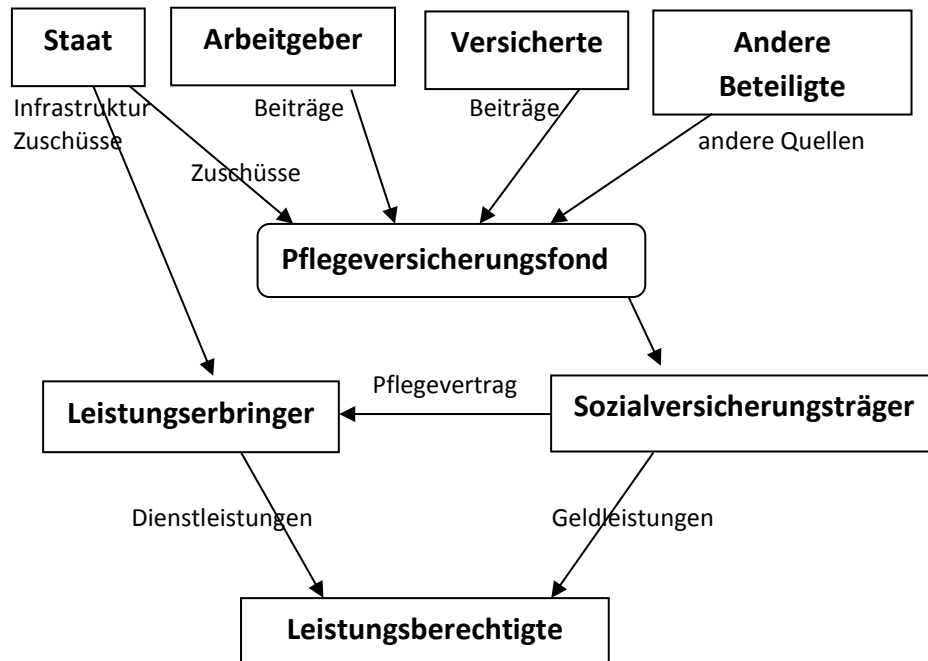 Staat
Arbeitgeber
Versicherte
Andere
Beteiligte
Infrastruktur
Zuschüsse
Beiträge
Beiträge
andere Quellen
Zuschüsse
Pflegeversicherungsfond
Pflegevertrag
Leistungserbringer
Sozialversicherungsträger
Dienstleistungen
Geldleistungen
Leistungsberechtigte